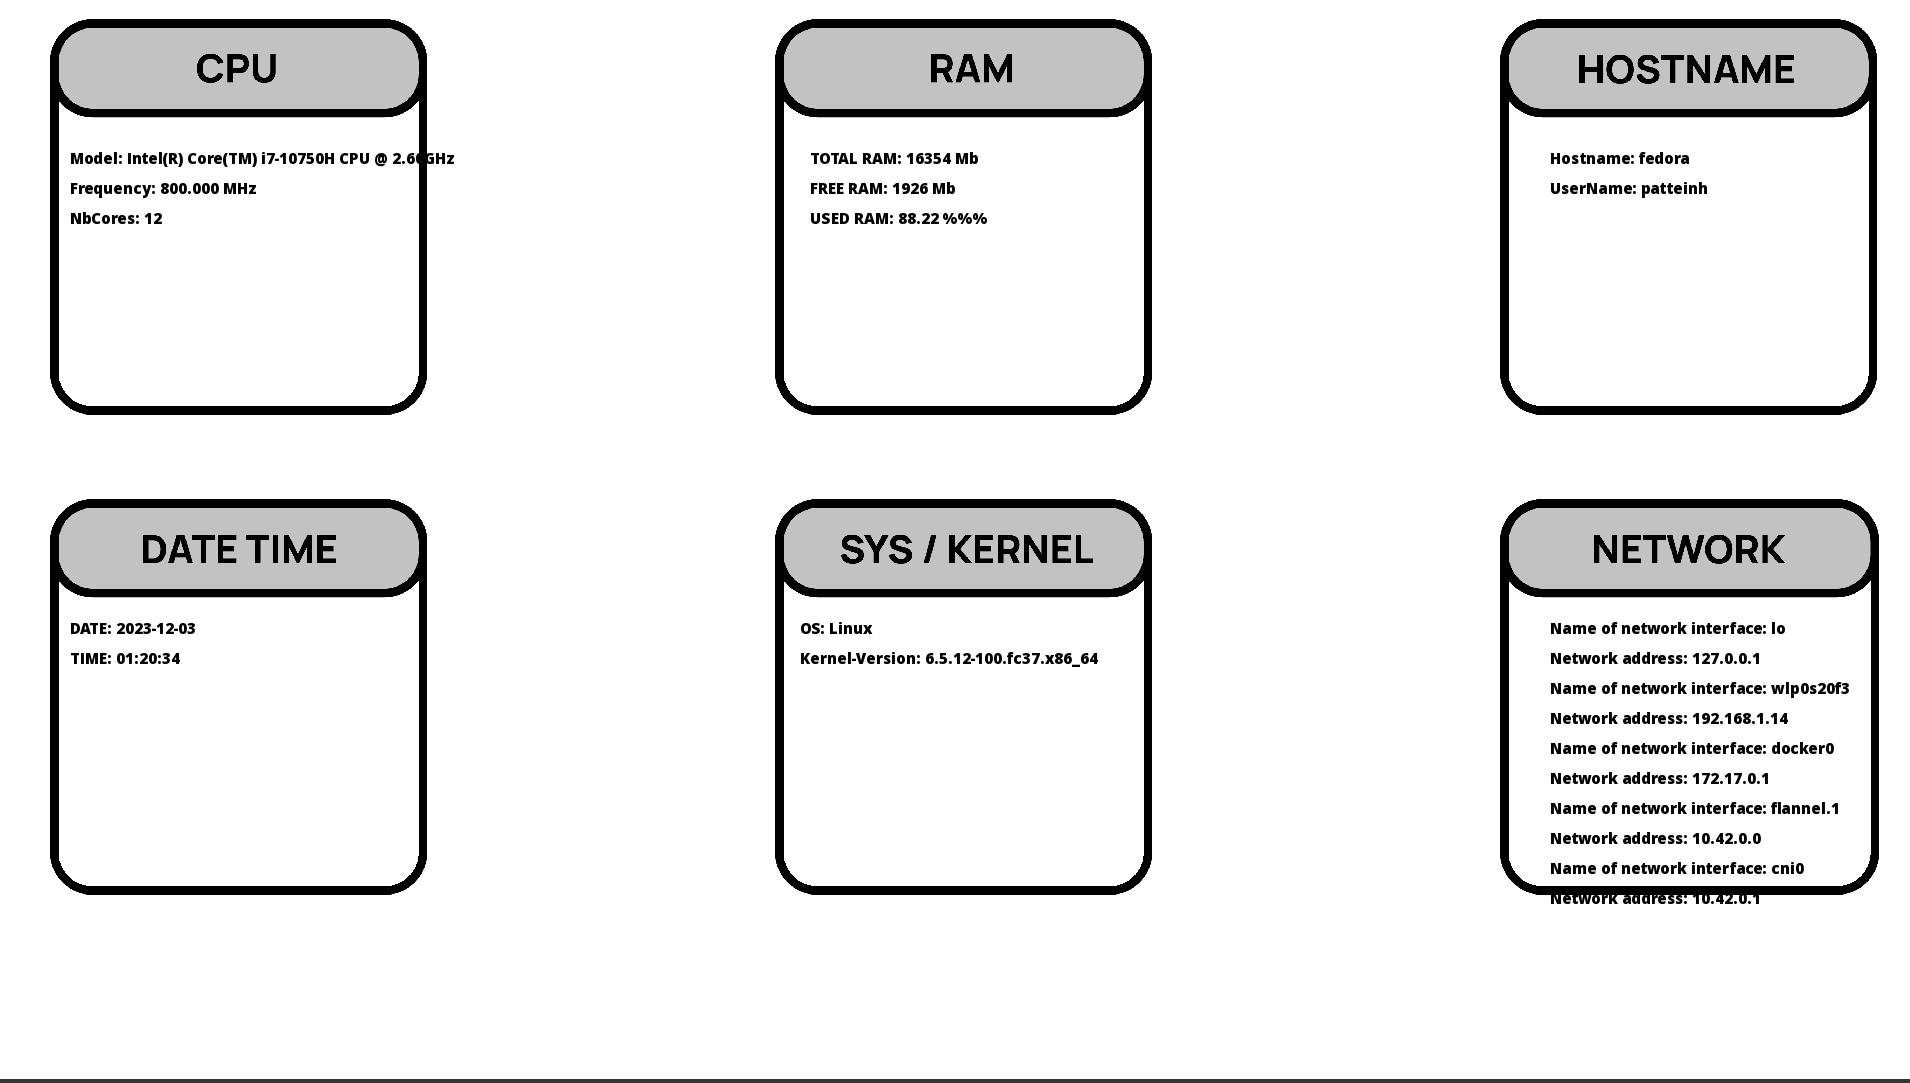 CPU
Model: Intel(R) Core(TM) i7-10750H CPU @ 2.60GHz
Frequency: 800.000 MHz
NbCores: 12
RAM
TOTAL RAM: 16354 Mb
FREE RAM: 1926 Mb
USED RAM: 88.22 %%%
HOSTNAME
Hostname: fedora
UserName: patteinh
DATE TIME
DATE: 2023-12-03
TIME: 01:20:34
SYS / KERNEL
OS: Linux
Kernel-Version: 6.5.12-100.fc37.x86_64
NETWORK
Name of network interface: lo
Network address: 127.0.0.1
Name of network interface: wlp0s20f3
Network address: 192.168.1.14
Name of network interface: docker0
Network address: 172.17.0.1
Name of network interface: flannel.1
Network address: 10.42.0.0
Name of network interface: cni0
Network address: 10.42.0.1